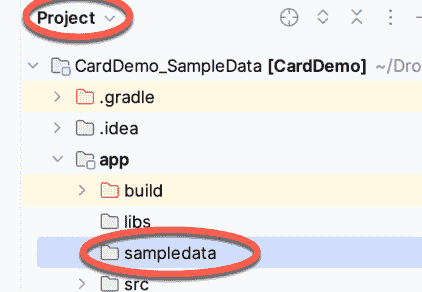 Project
CardDemo_SampleData [CardDemo] ~/Dro
.gradle
.idea
app
build
libs
sampledata
src